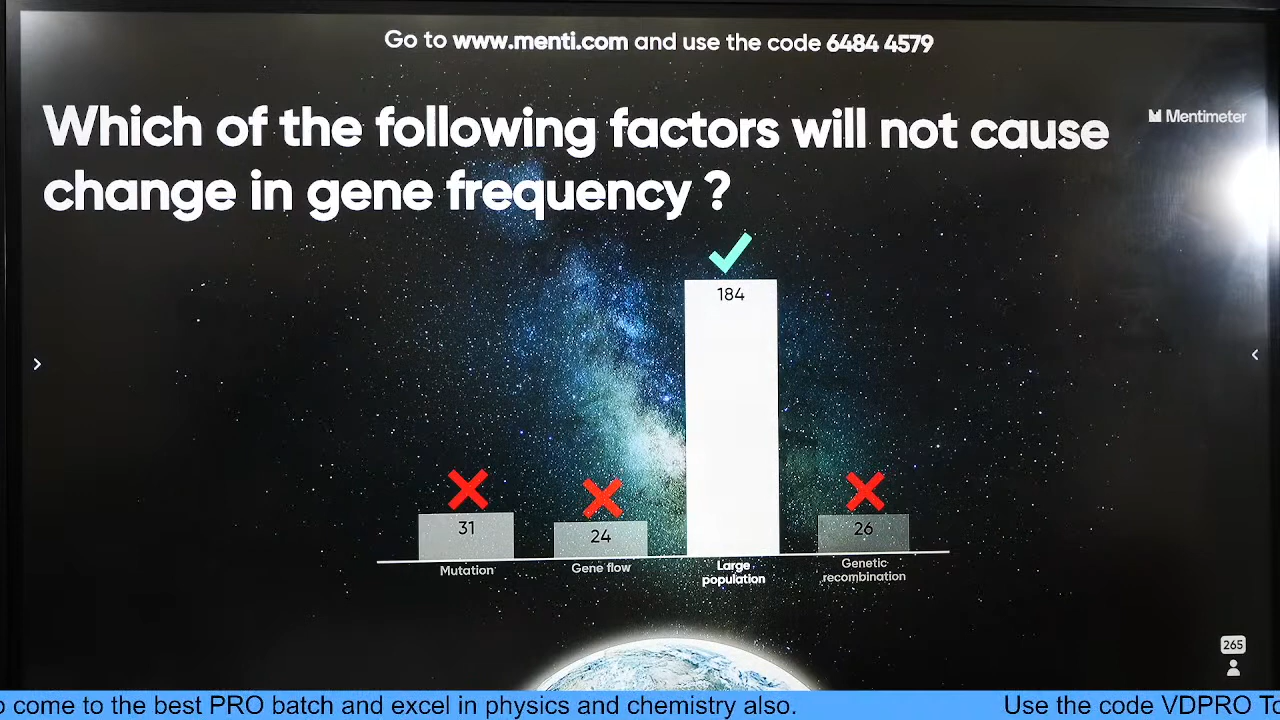 Go to www.menti.com and use the code 6484 4579
Mentimeter
Which of the following factors will not cause
change in gene frequency ?
184
31
24
26
Mutation
Gene flow
Large
population
Genetic
recombination
265
come to the best PRO batch and excel in physics and chemistry also.
Use the code VDPRO To